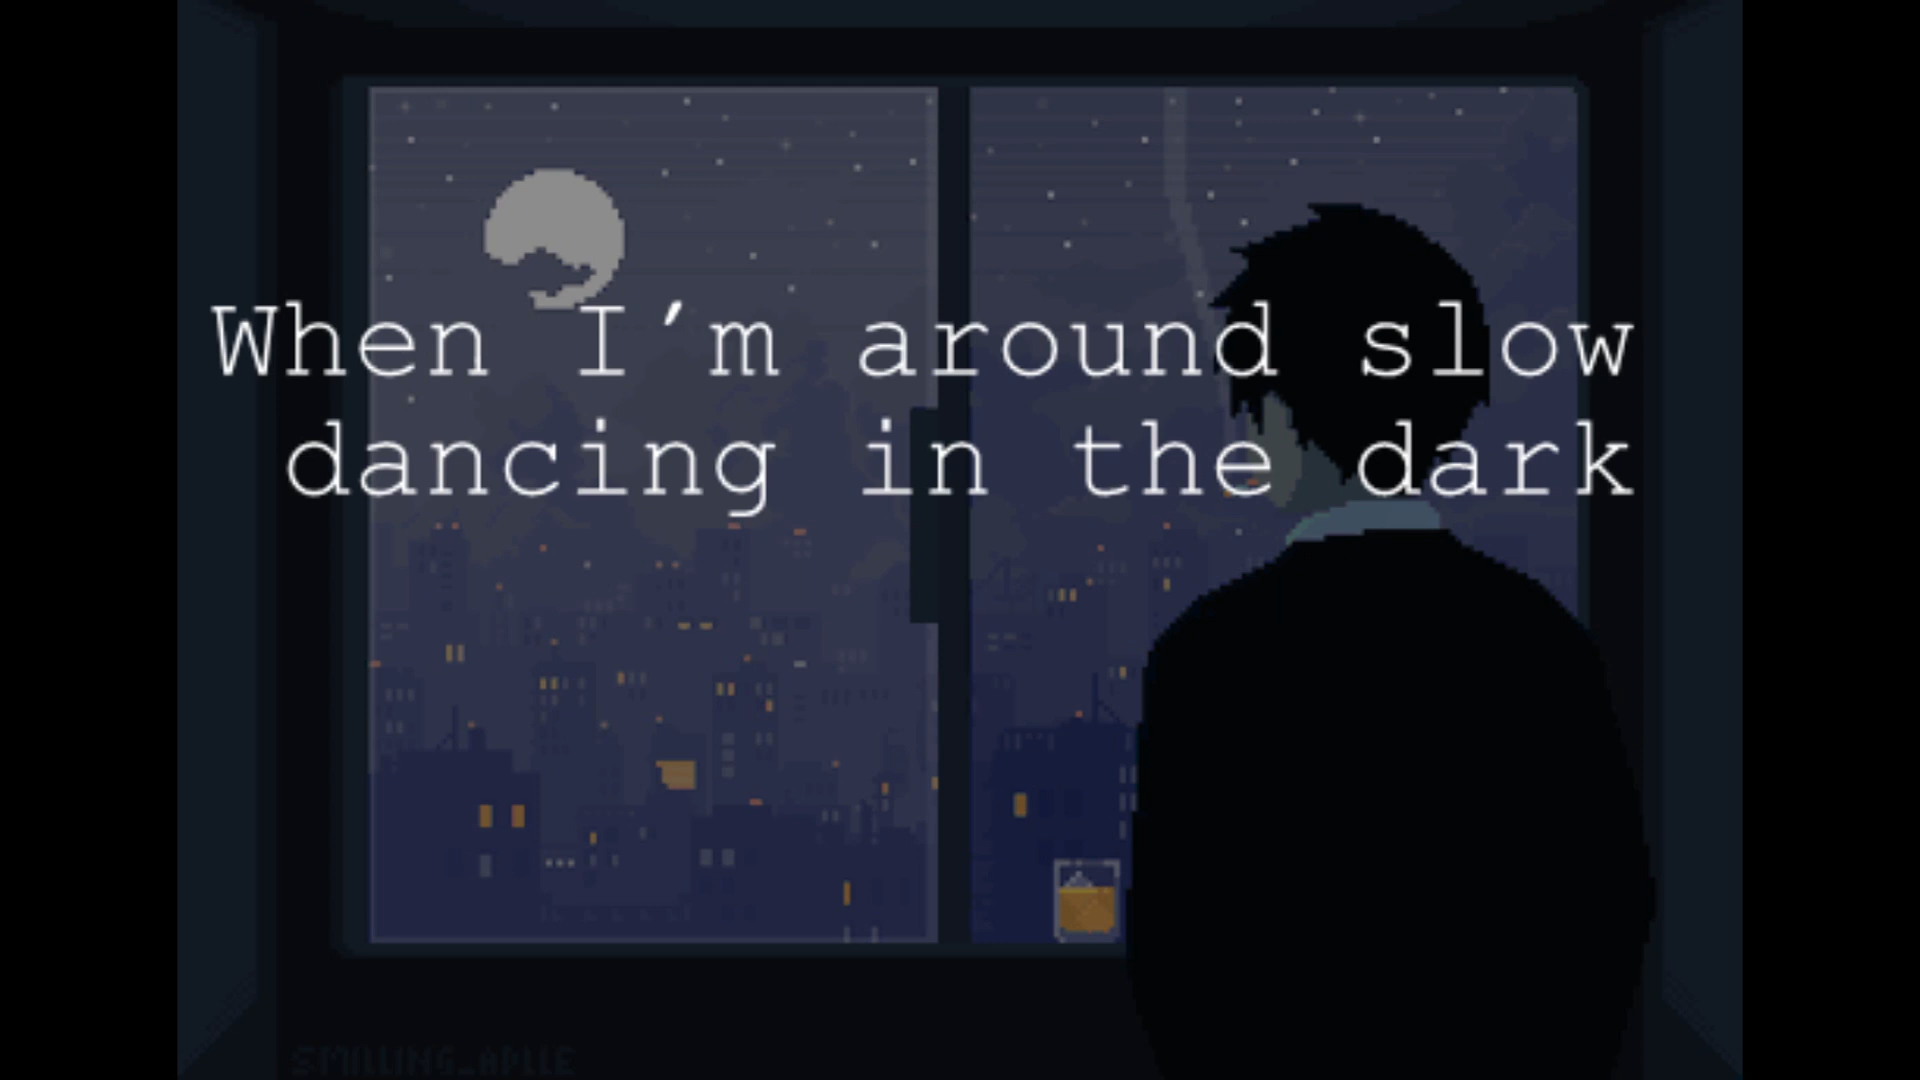 When I’m around slow
dancing in the dark